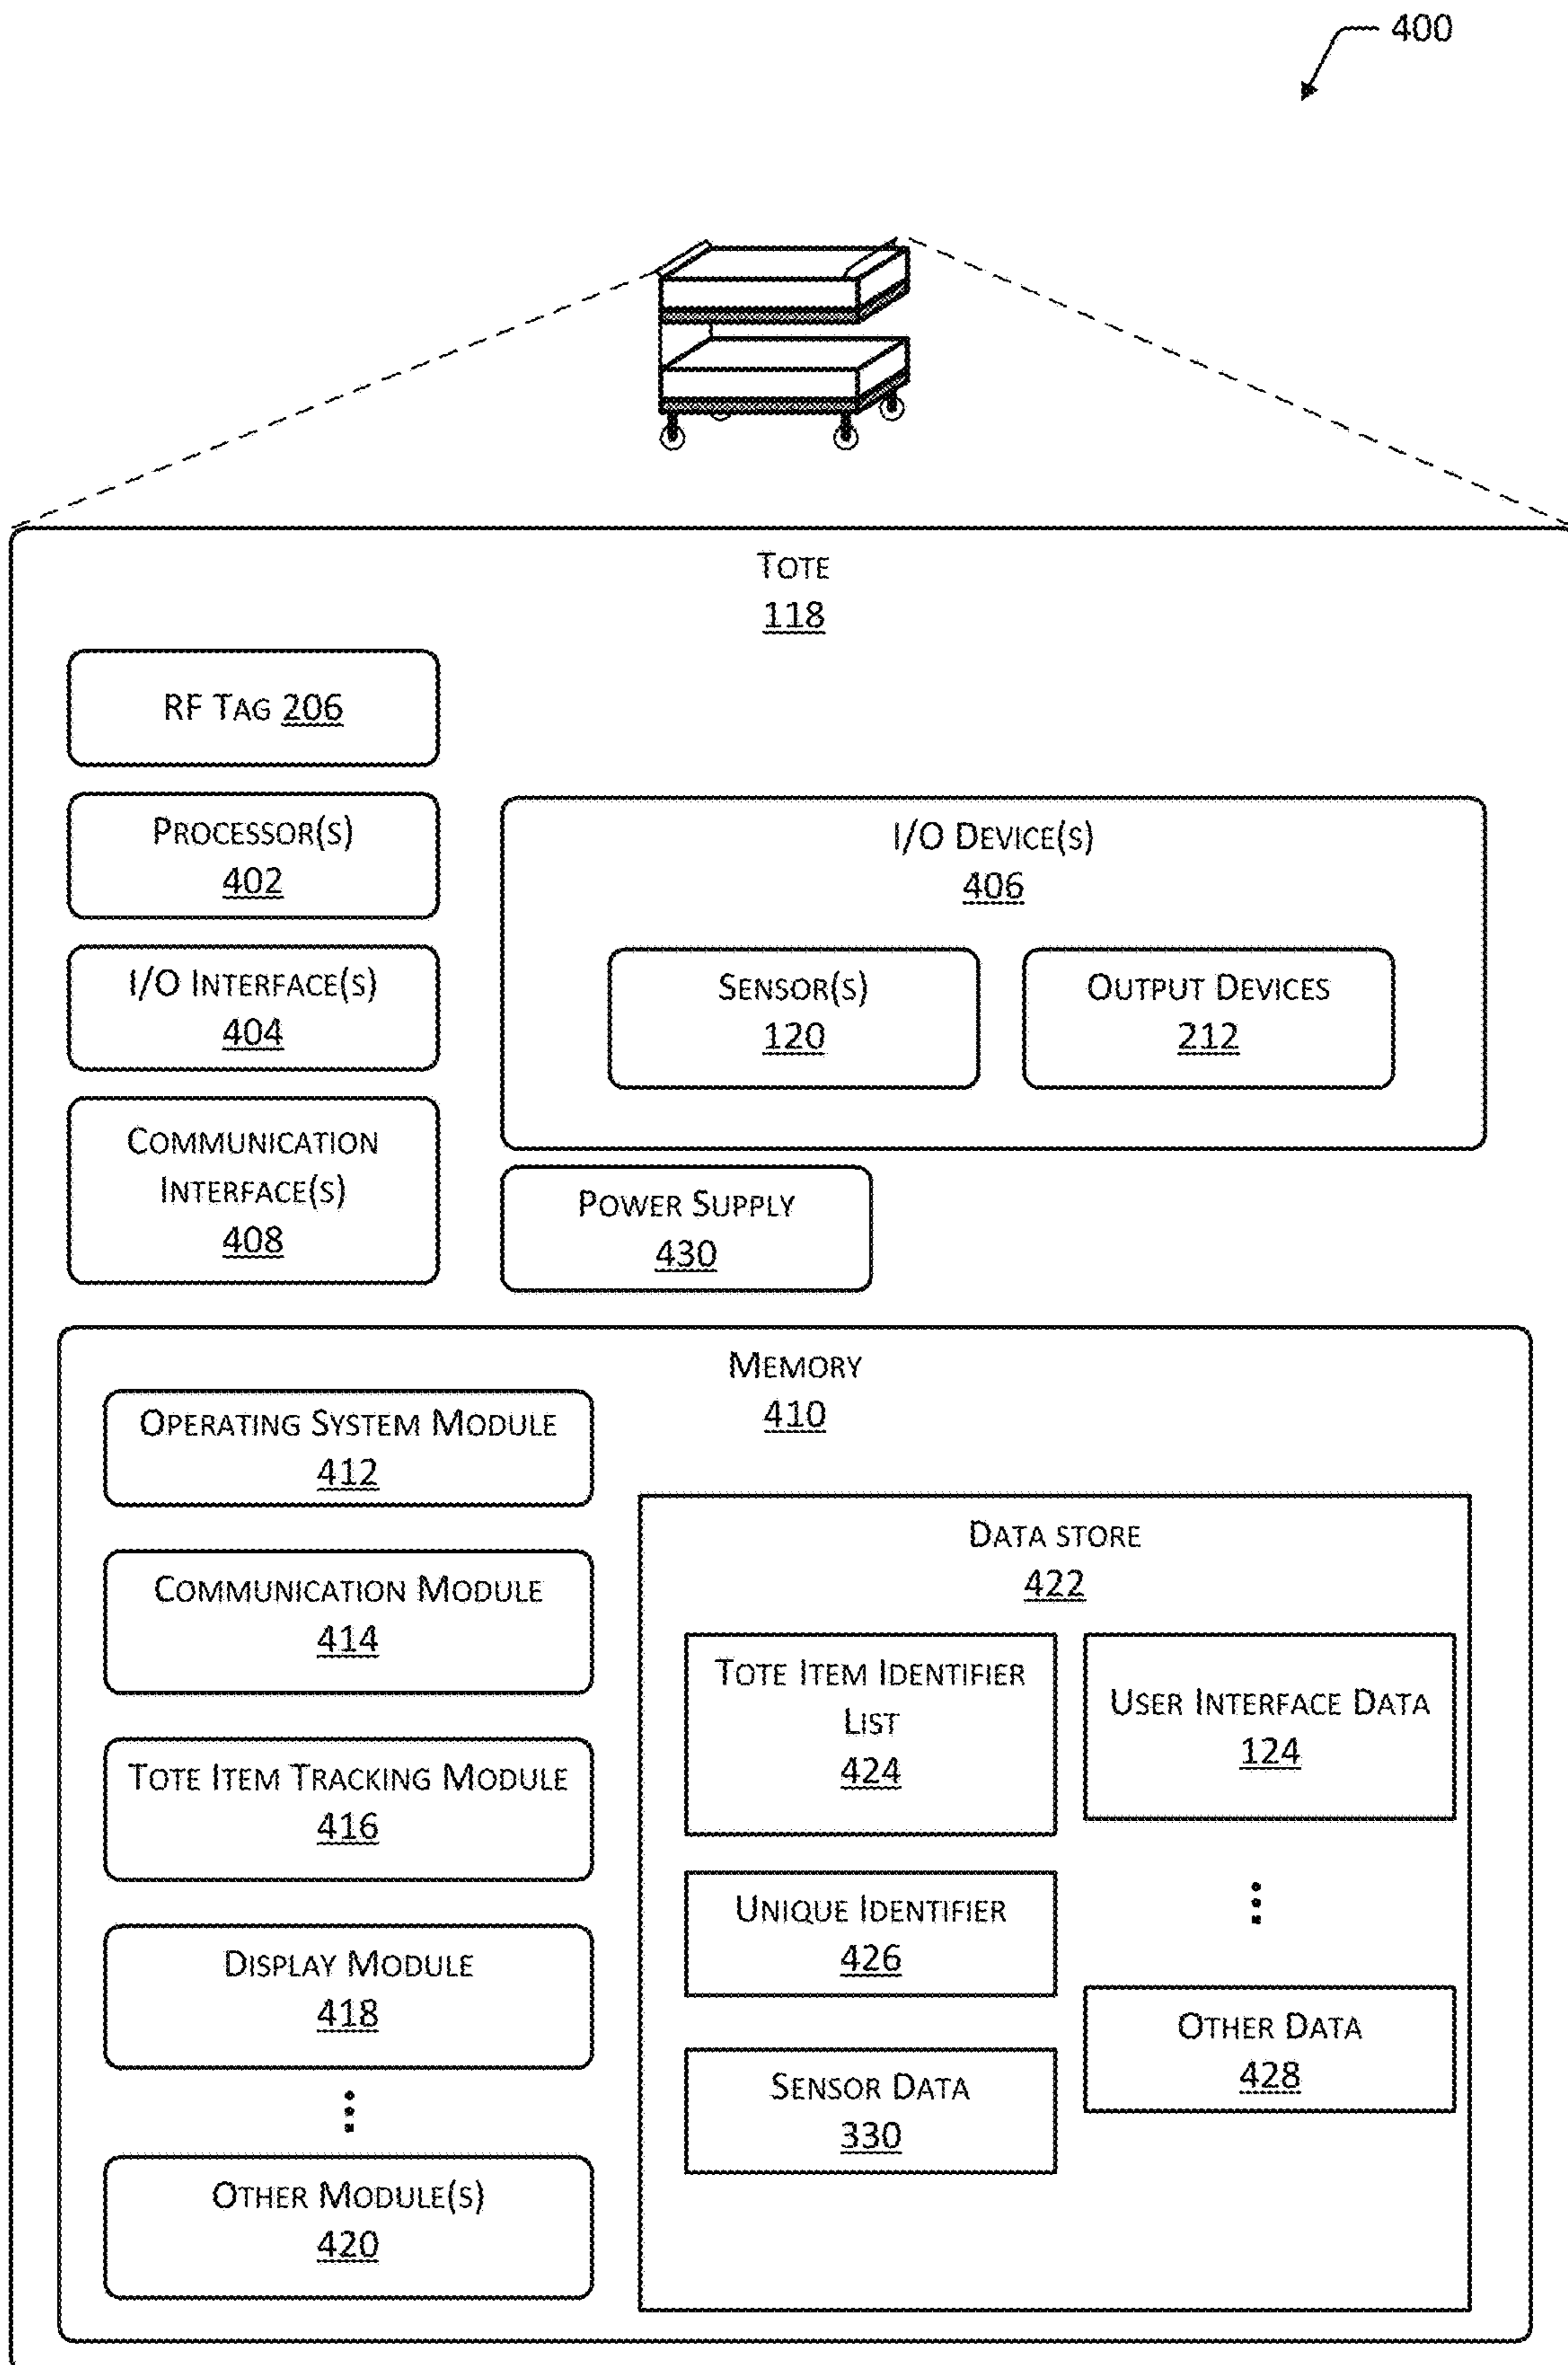 400
TOTE
118
RF TAG 206
PROCESSOR(S)
402
I/O INTERFACE(S)
404
COMMUNICATION
INTERFACE(S)
408
I/O DEVICE(S)
406
SENSOR(S)
120
OUTPUT DEVICES
212
POWER SUPPLY
430
MEMORY
410
OPERATING SYSTEM MODULE
412
COMMUNICATION MODULE
414
TOTE ITEM TRACKING MODULE
416
DISPLAY MODULE
418
⋮
OTHER MODULE(S)
420
DATA STORE
422
TOTE ITEM IDENTIFIER
LIST
424
UNIQUE IDENTIFIER
426
SENSOR DATA
330
USER INTERFACE DATA
124
⋮
OTHER DATA
428